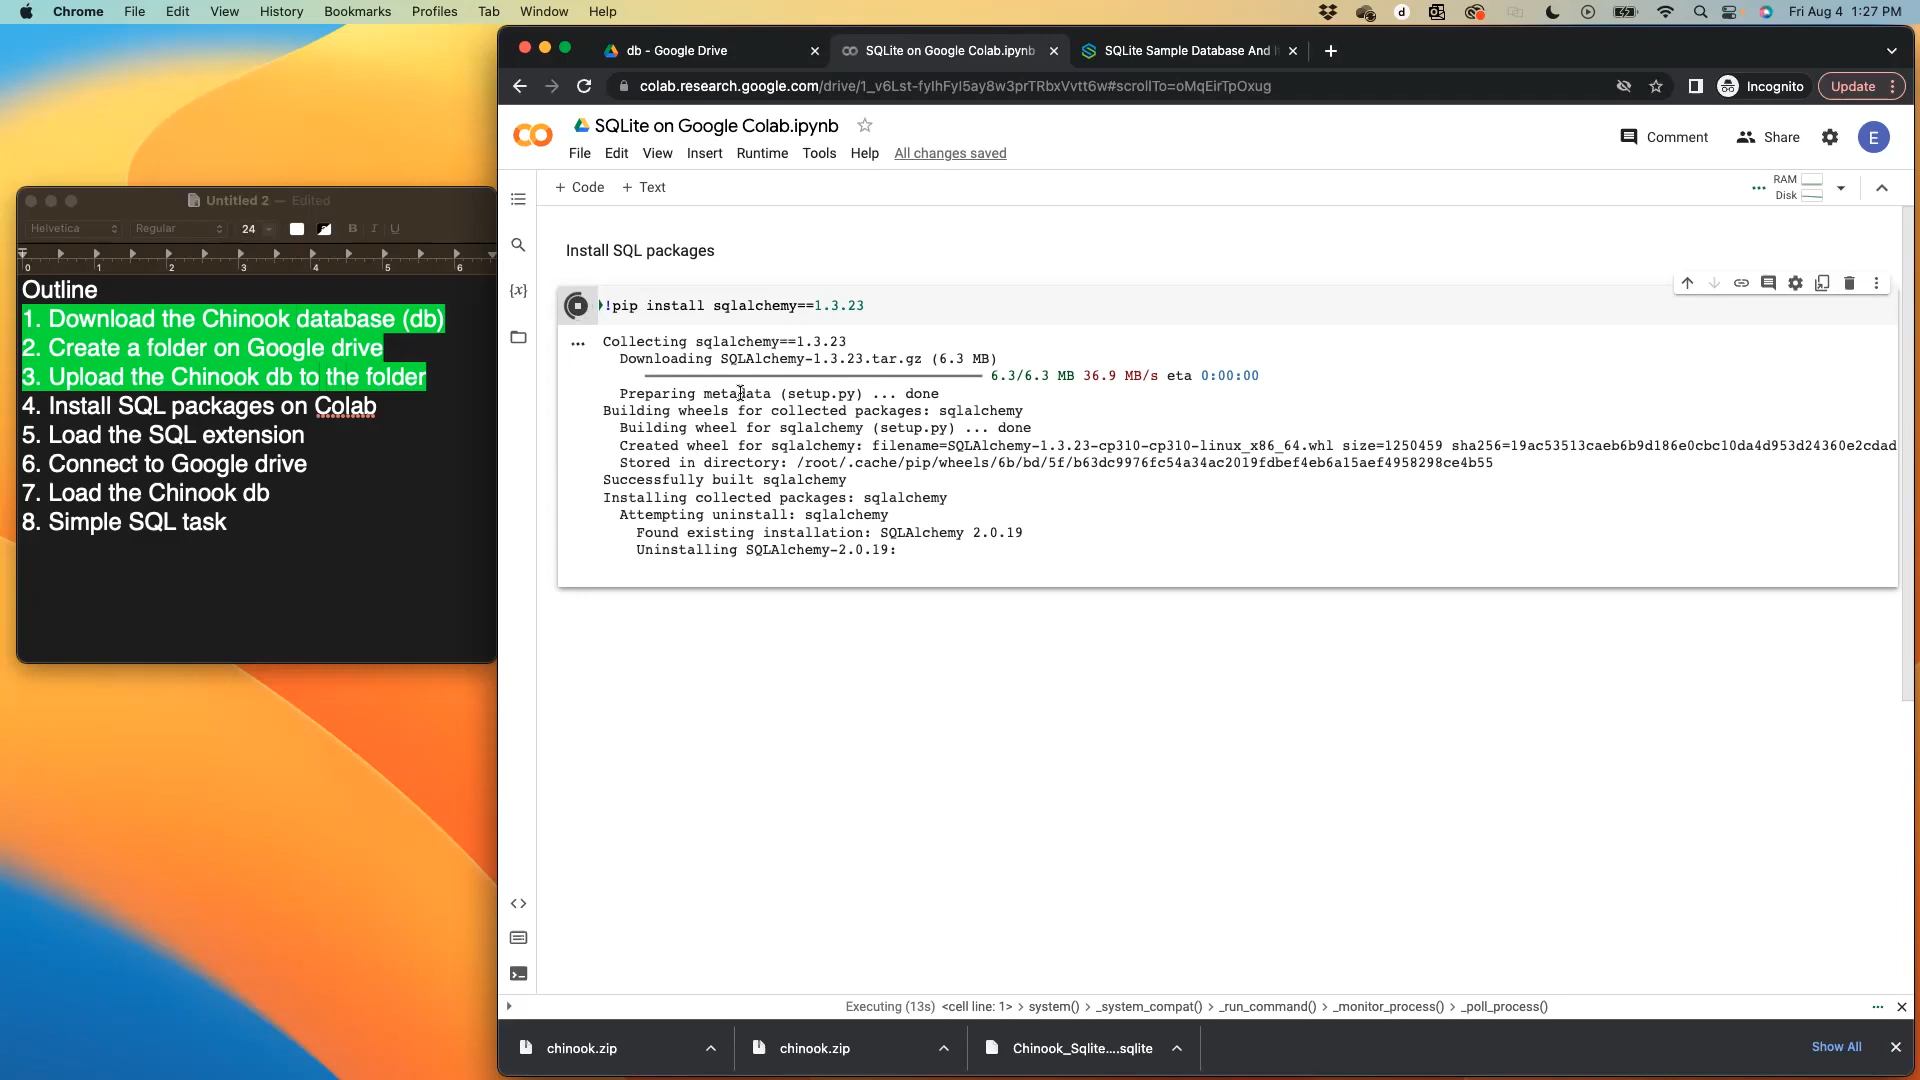 Chrome File Edit View History Bookmarks Profiles Tab Window Help
Fri Aug 4 1:27 PM
Untitled 2 — Edited
Helvetica Regular 24 B I U
0 1 2 3 4 5 6
Outline
1. Download the Chinook database (db)
2. Create a folder on Google drive
3. Upload the Chinook db to the folder
4. Install SQL packages on Colab
5. Load the SQL extension
6. Connect to Google drive
7. Load the Chinook db
8. Simple SQL task
db - Google Drive
SQLite on Google Colab.ipynb
SQLite Sample Database And
colab.research.google.com/drive/1_v6Lst-fyIhFyI5ay8w3prTRbxVvtt6w#scrollTo=oMqEirTpOxug
Incognito
Update
SQLite on Google Colab.ipynb
Comment
Share
E
File Edit View Insert Runtime Tools Help All changes saved
+ Code + Text
RAM
Disk
Install SQL packages
{x}
!pip install sqlalchemy==1.3.23
Collecting sqlalchemy==1.3.23
Downloading SQLAlchemy-1.3.23.tar.gz (6.3 MB)
6.3/6.3 MB 36.9 MB/s eta 0:00:00
Preparing metadata (setup.py) ... done
Building wheels for collected packages: sqlalchemy
Building wheel for sqlalchemy (setup.py) ... done
Created wheel for sqlalchemy: filename=SQLAlchemy-1.3.23-cp310-cp310-linux_x86_64.whl size=1250459 sha256=19ac53513caeb6b9d186e0cbc10da4d953d24360e2cdad
Stored in directory: /root/.cache/pip/wheels/6b/bd/5f/b63dc9976fc54a34ac2019fdbef4eb6a15aef4958298ce4b55
Successfully built sqlalchemy
Installing collected packages: sqlalchemy
Attempting uninstall: sqlalchemy
Found existing installation: SQLAlchemy 2.0.19
Uninstalling SQLAlchemy-2.0.19:
Executing (13s) <cell line: 1> > system() > _system_compat() > _run_command() > _monitor_process() > _poll_process()
chinook.zip
chinook.zip
Chinook_Sqlite....sqlite
Show All